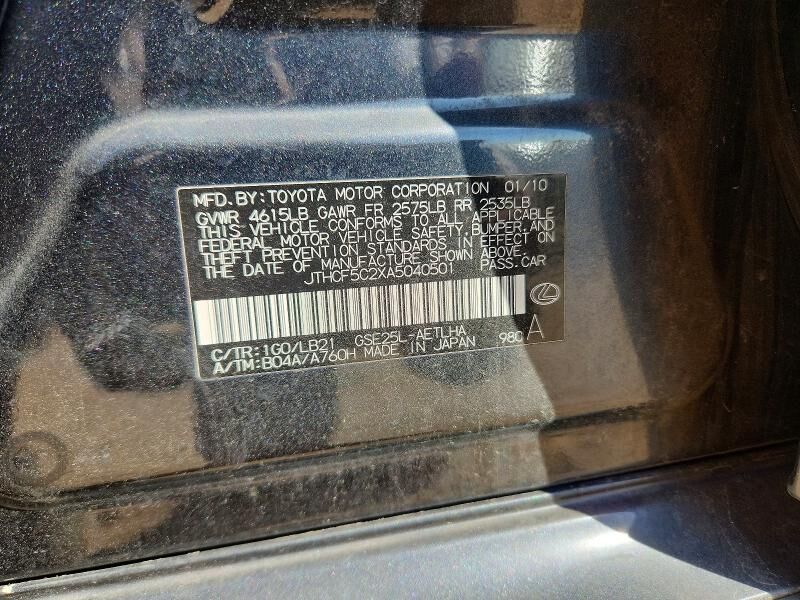 MFD. BY: TOYOTA MOTOR CORPORATION 01/10
GVWR 4615LB GAWR FR 2575LB RR 2535LB
THIS VEHICLE CONFORMS TO ALL APPLICABLE
FEDERAL MOTOR VEHICLE SAFETY, BUMPER, AND
THEFT PREVENTION STANDARDS IN EFFECT ON
THE DATE OF MANUFACTURE SHOWN ABOVE.
JTHCF5C2XA5040501 PASS. CAR
C/TR: 1G0/LB21 GSE25L-AETLHA
A/TM: B04A/A760H MADE IN JAPAN 980 A